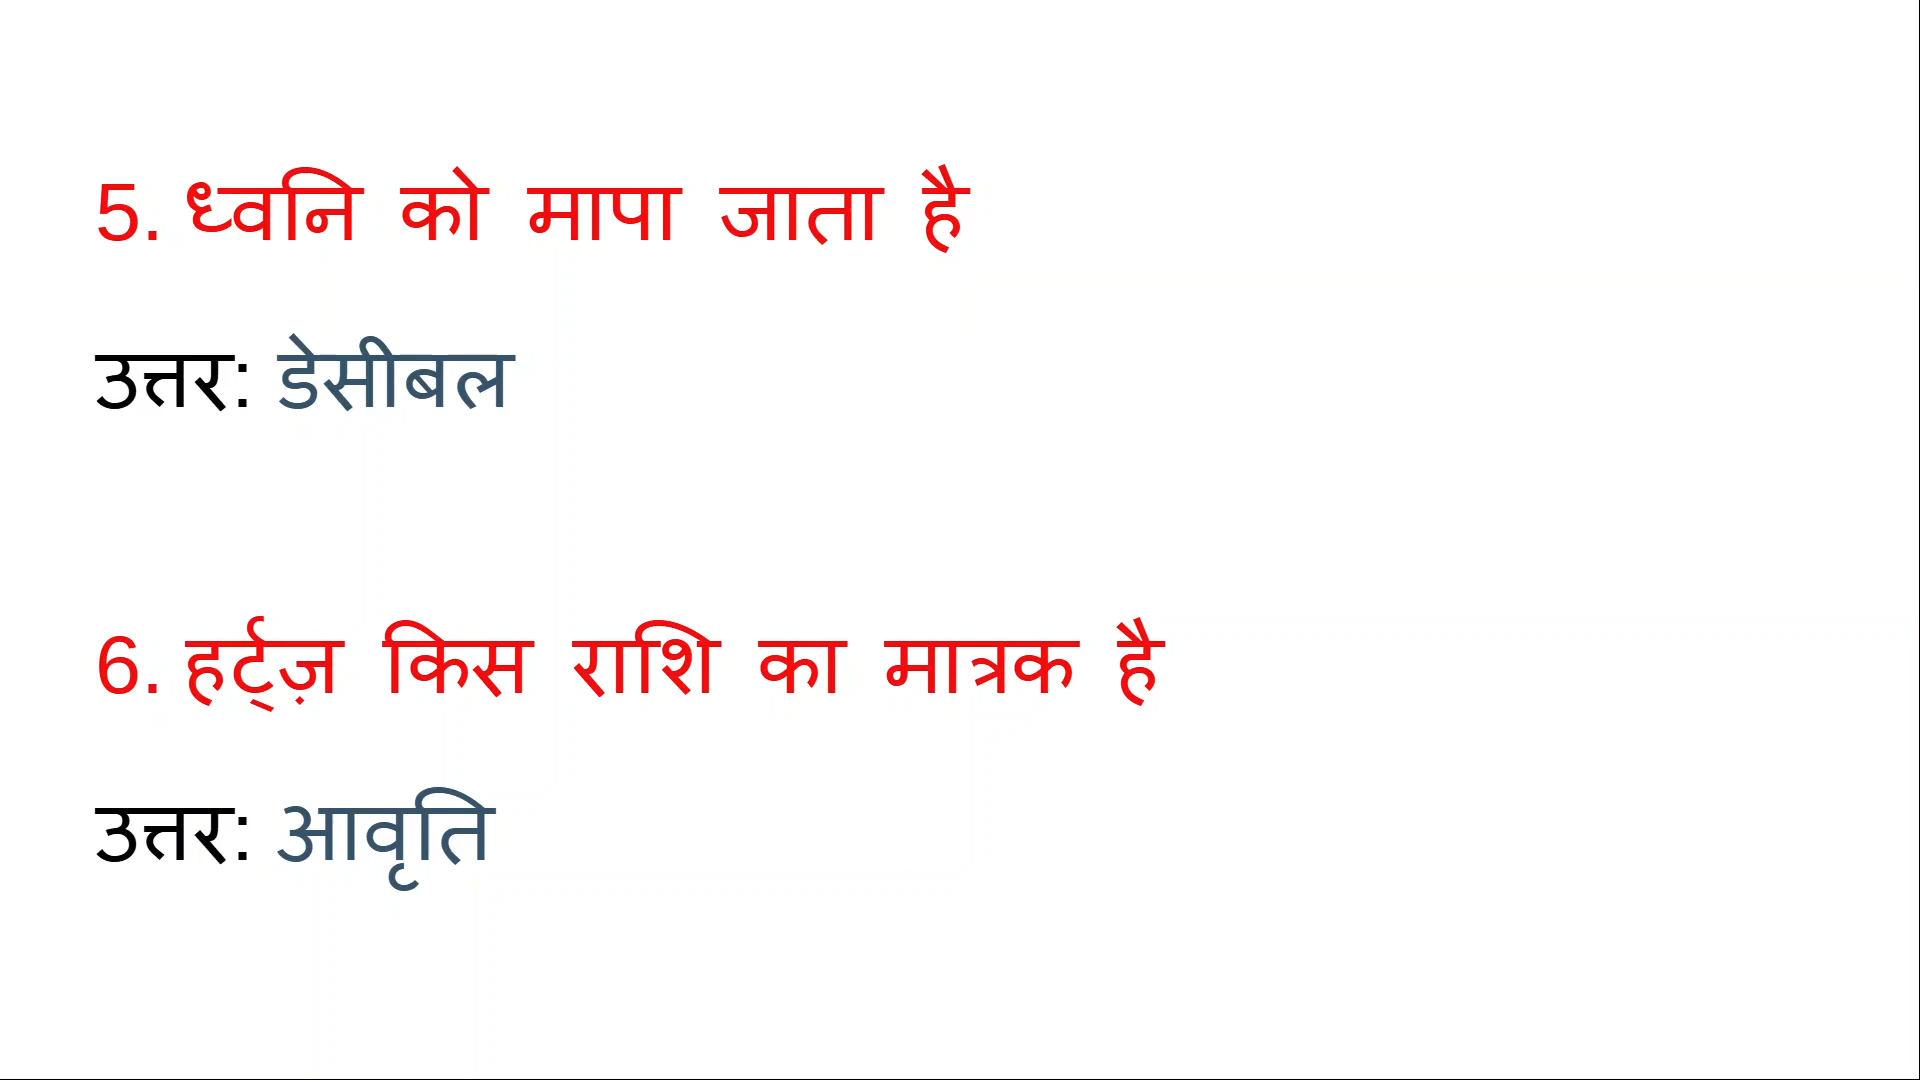 5. ध्वनि को मापा जाता है
उत्तर: डेसीबल
6. हर्ट्ज़ किस राशि का मात्रक है
उत्तर: आवृति